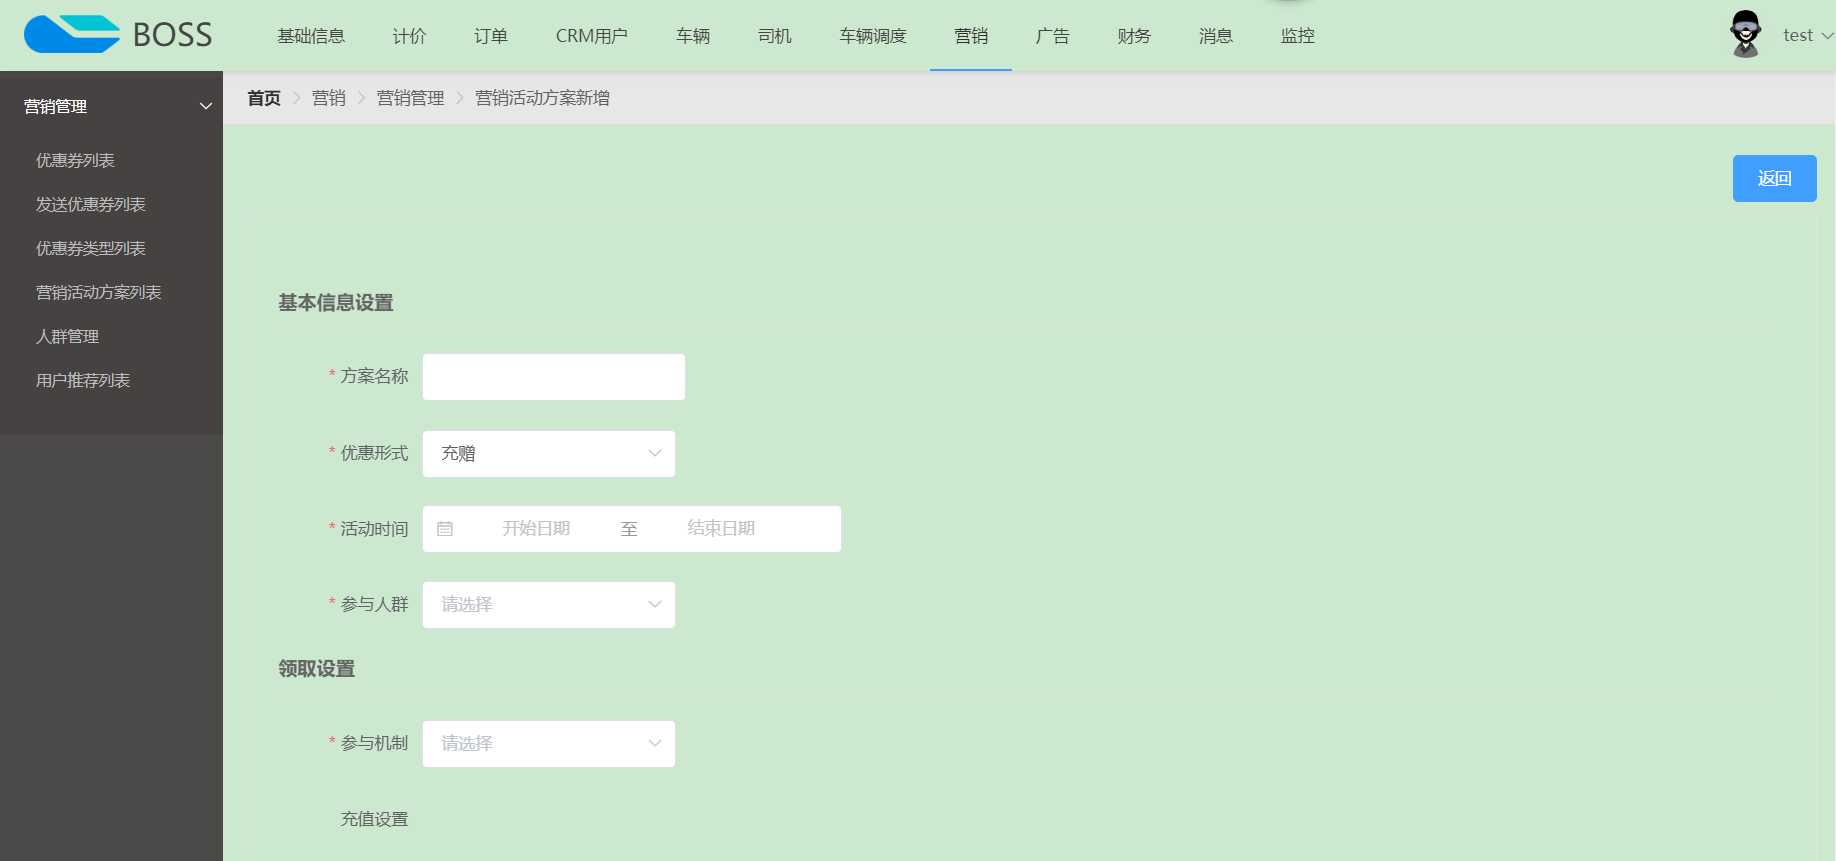 BOSS 基础信息 计价 订单 CRM用户 车辆 司机 车辆调度 营销 广告 财务 消息 监控 test
营销管理
优惠券列表
发送优惠券列表
优惠券类型列表
营销活动方案列表
人群管理
用户推荐列表
首页 营销 营销管理 营销活动方案新增
返回
基本信息设置
* 方案名称
* 优惠形式 充赠
* 活动时间 开始日期 至 结束日期
* 参与人群 请选择
领取设置
* 参与机制 请选择
充值设置